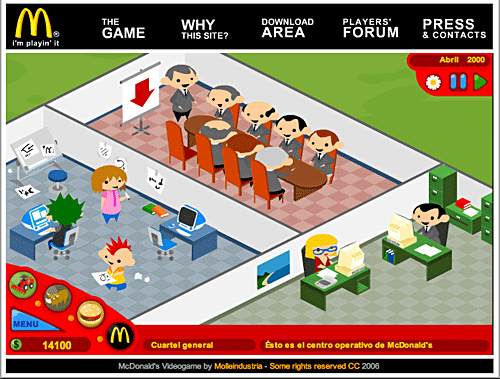 i'm playin' it
THE
GAME
WHY
THIS SITE?
DOWNLOAD
AREA
PLAYERS'
FORUM
PRESS
& CONTACTS
Abril 2000
MENU
$ 14100
Cuartel general
Ésto es el centro operativo de McDonald's
McDonald's Videogame by Molleindustria - Some rights reserved CC 2006